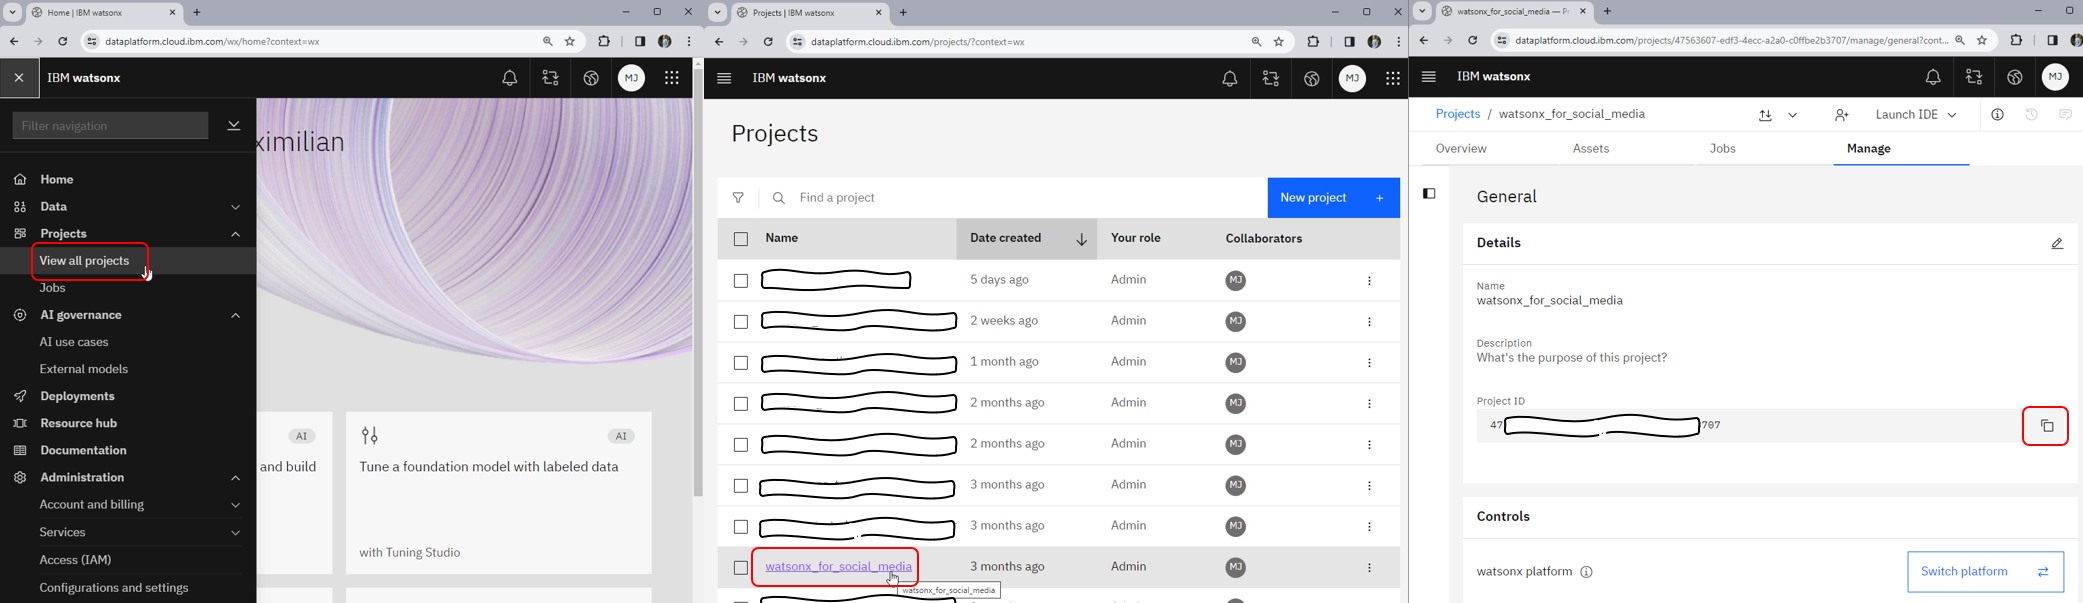 Home | IBM watsonx
dataplatform.cloud.ibm.com/wx/home?context=wx
IBM watsonx
MJ
Filter navigation
ximilian
Home
Data
Projects
View all projects
Jobs
AI governance
AI use cases
External models
Deployments
Resource hub
Documentation
Administration
Account and billing
Services
Access (IAM)
Configurations and settings
AI
and build
AI
Tune a foundation model with labeled data
with Tuning Studio
Projects | IBM watsonx
dataplatform.cloud.ibm.com/projects/?context=wx
IBM watsonx
MJ
Projects
Find a project
New project +
Name Date created Your role Collaborators
5 days ago Admin MJ
2 weeks ago Admin MJ
1 month ago Admin MJ
2 months ago Admin MJ
2 months ago Admin MJ
3 months ago Admin MJ
3 months ago Admin MJ
watsonx_for_social_media 3 months ago Admin MJ
watsonx_for_social_media
watsonx_for_social_media — Pr
dataplatform.cloud.ibm.com/projects/47563607-edf3-4ecc-a2a0-c0ffbe2b3707/manage/general?cont...
IBM watsonx
MJ
Projects / watsonx_for_social_media
Launch IDE
Overview Assets Jobs Manage
General
Details
Name
watsonx_for_social_media
Description
What's the purpose of this project?
Project ID
47 707
Controls
watsonx platform
Switch platform